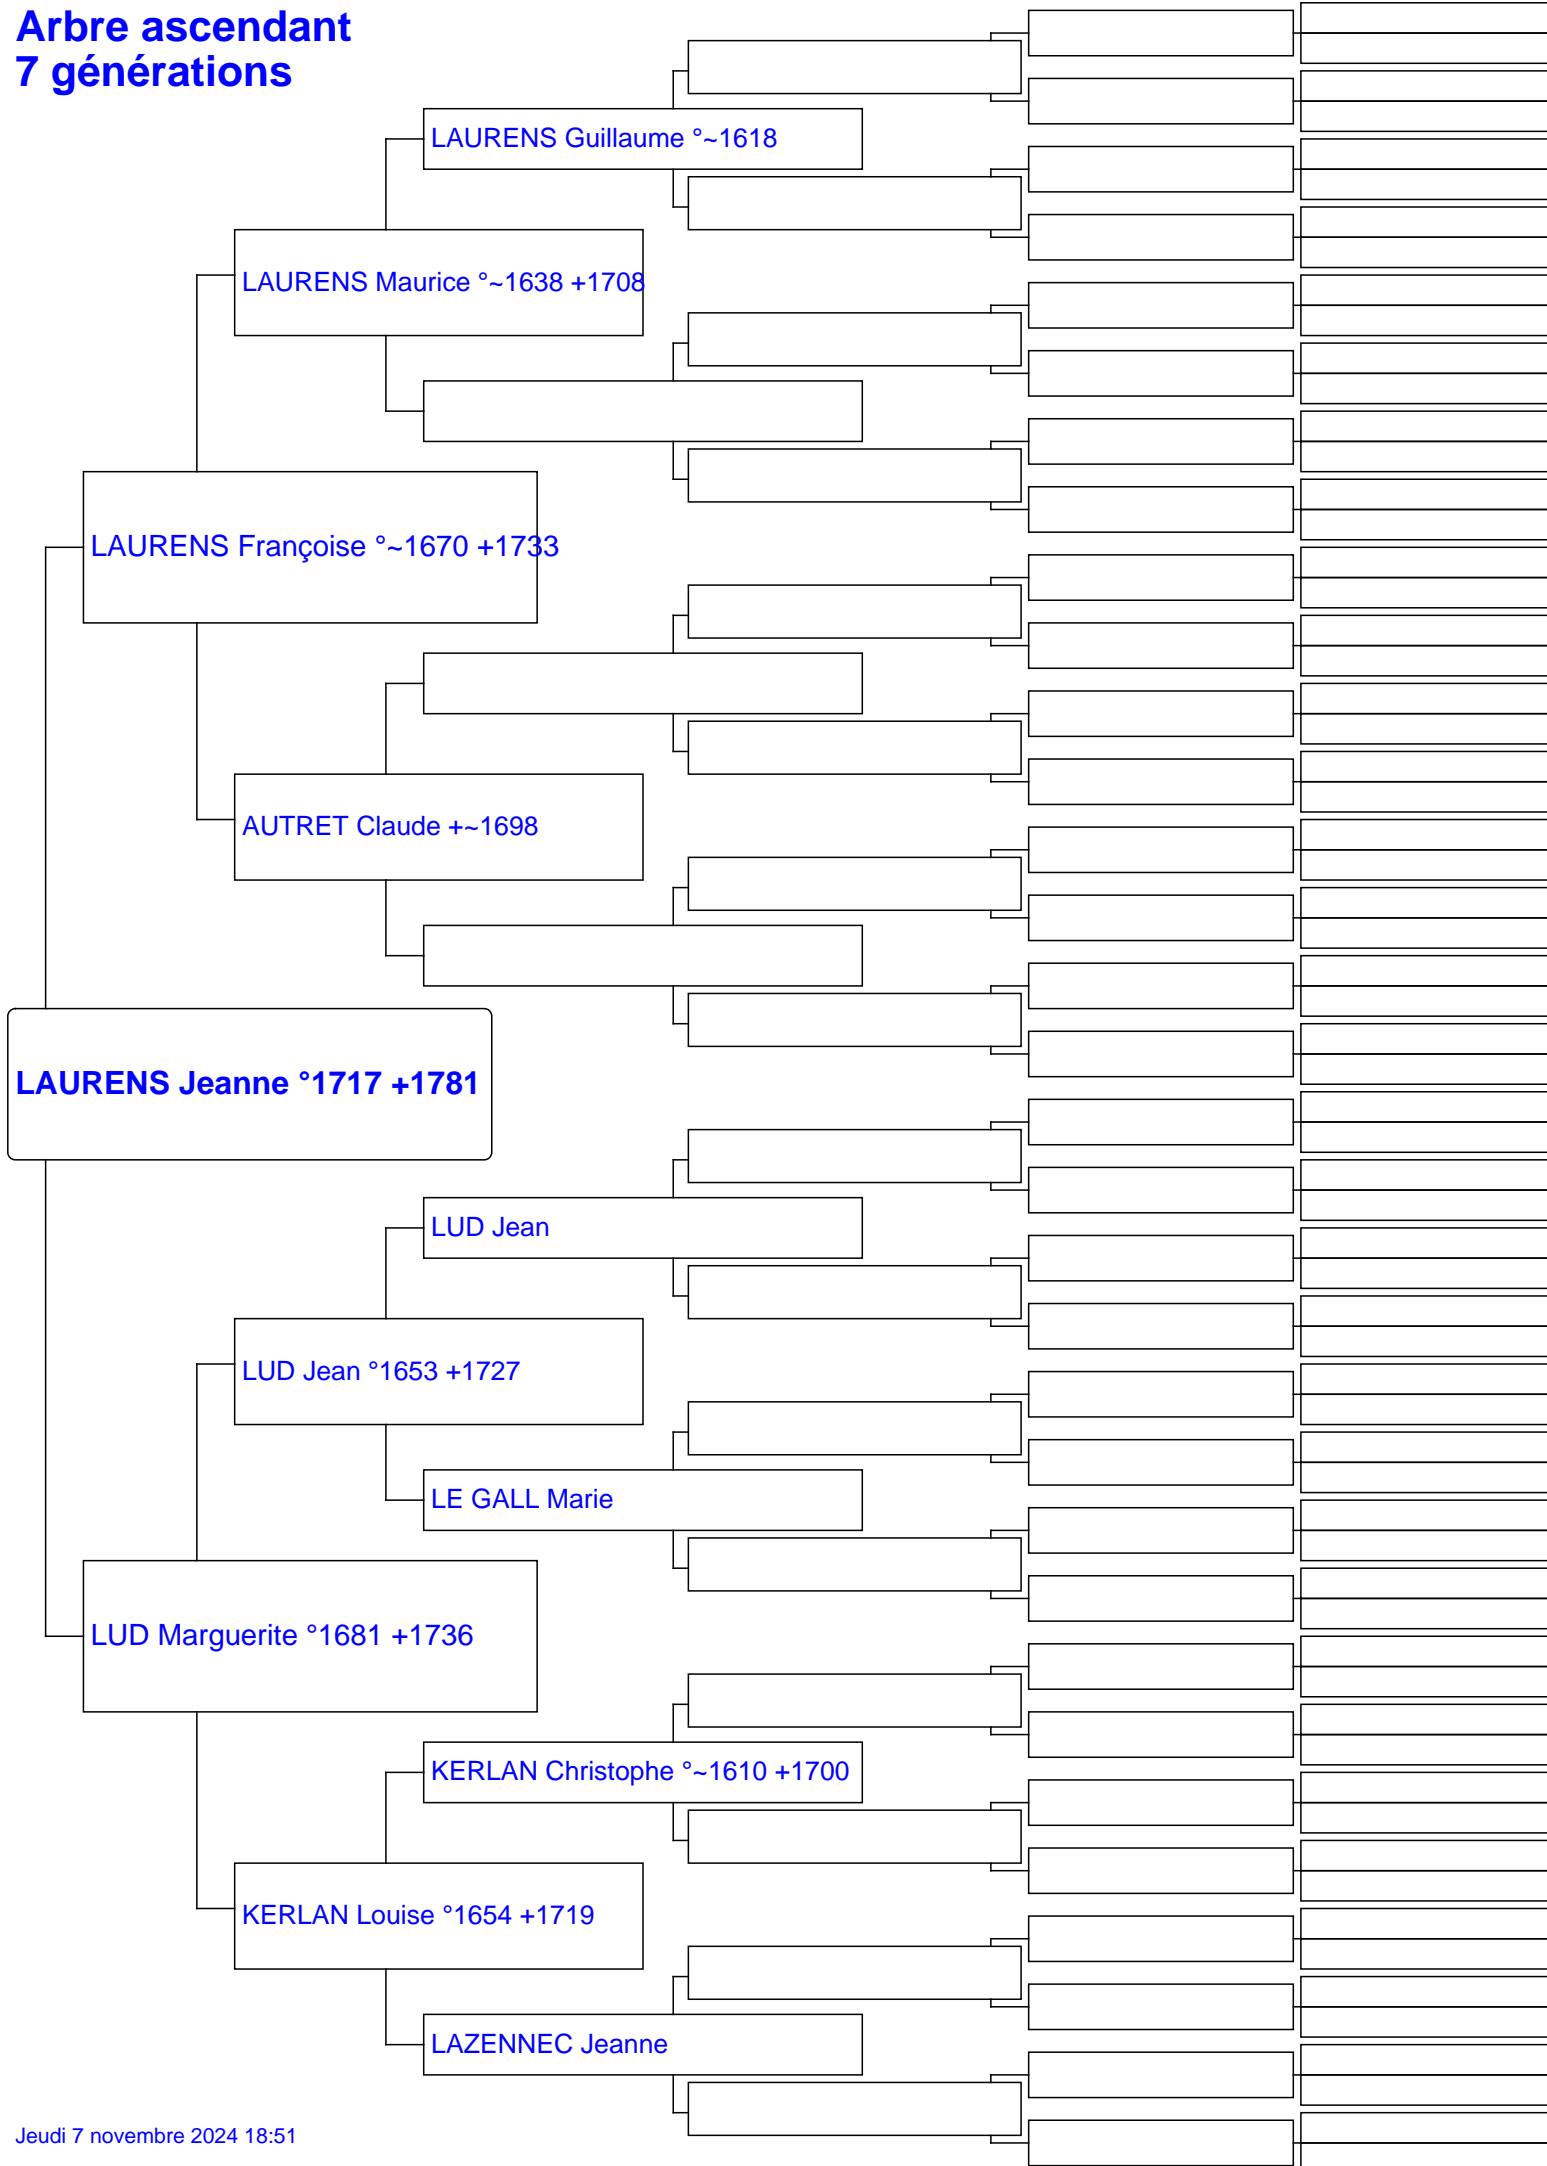 Arbre ascendant
7 générations
LAURENS Guillaume °~1618
LAURENS Maurice °~1638 +1708
LAURENS Françoise °~1670 +1733
AUTRET Claude +~1698
LAURENS Jeanne °1717 +1781
LUD Jean
LUD Jean °1653 +1727
LE GALL Marie
LUD Marguerite °1681 +1736
KERLAN Christophe °~1610 +1700
KERLAN Louise °1654 +1719
LAZENNEC Jeanne
Jeudi 7 novembre 2024 18:51